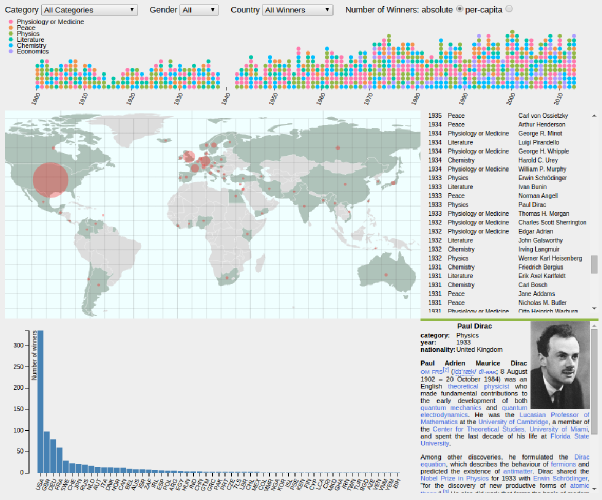 Category All Categories Gender All Country All Winners Number of Winners: absolute per-capita
Physiology or Medicine
Peace
Physics
Literature
Chemistry
Economics
1900 1910 1920 1930 1940 1950 1960 1970 1980 1990 2000 2010
1935 Peace Carl von Ossietzky
1934 Peace Arthur Henderson
1934 Physiology or Medicine George R. Minot
1934 Literature Luigi Pirandello
1934 Physiology or Medicine George H. Whipple
1934 Chemistry Harold C. Urey
1934 Physiology or Medicine William P. Murphy
1933 Physics Erwin Schrödinger
1933 Literature Ivan Bunin
1933 Peace Norman Angell
1933 Physics Paul Dirac
1933 Physiology or Medicine Thomas H. Morgan
1932 Physiology or Medicine Charles Scott Sherrington
1932 Physiology or Medicine Edgar Adrian
1932 Literature John Galsworthy
1932 Chemistry Irving Langmuir
1932 Physics Werner Karl Heisenberg
1931 Chemistry Friedrich Bergius
1931 Literature Erik Axel Karlfeldt
1931 Chemistry Carl Bosch
1931 Peace Jane Addams
1931 Peace Nicholas M. Butler
1931 Physiology or Medicine Otto Heinrich Warburg
Number of winners
300
250
200
150
100
50
0
Paul Dirac
category: Physics
year: 1933
nationality: United Kingdom
Paul Adrien Maurice Dirac
8 August
1902 – 20 October 1984) was an
English theoretical physicist who
made fundamental contributions to
the early development of both
quantum mechanics and quantum
electrodynamics. He was the Lucasian Professor of
Mathematics at the University of Cambridge, a member of
the Center for Theoretical Studies, University of Miami,
and spent the last decade of his life at Florida State
University.
Among other discoveries, he formulated the Dirac
equation, which describes the behaviour of fermions and
predicted the existence of antimatter. Dirac shared the
Nobel Prize in Physics for 1933 with Erwin Schrödinger,
"for the discovery of new productive forms of atomic